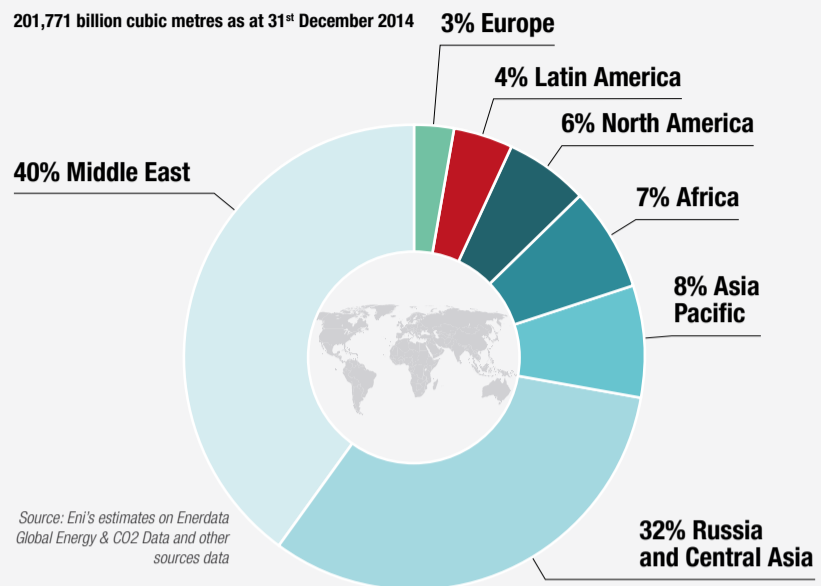 201,771 billion cubic metres as at 31st December 2014
3% Europe
4% Latin America
6% North America
40% Middle East
7% Africa
8% Asia
Pacific
32% Russia
and Central Asia
Source: Eni's estimates on Enerdata
Global Energy & CO2 Data and other
sources data